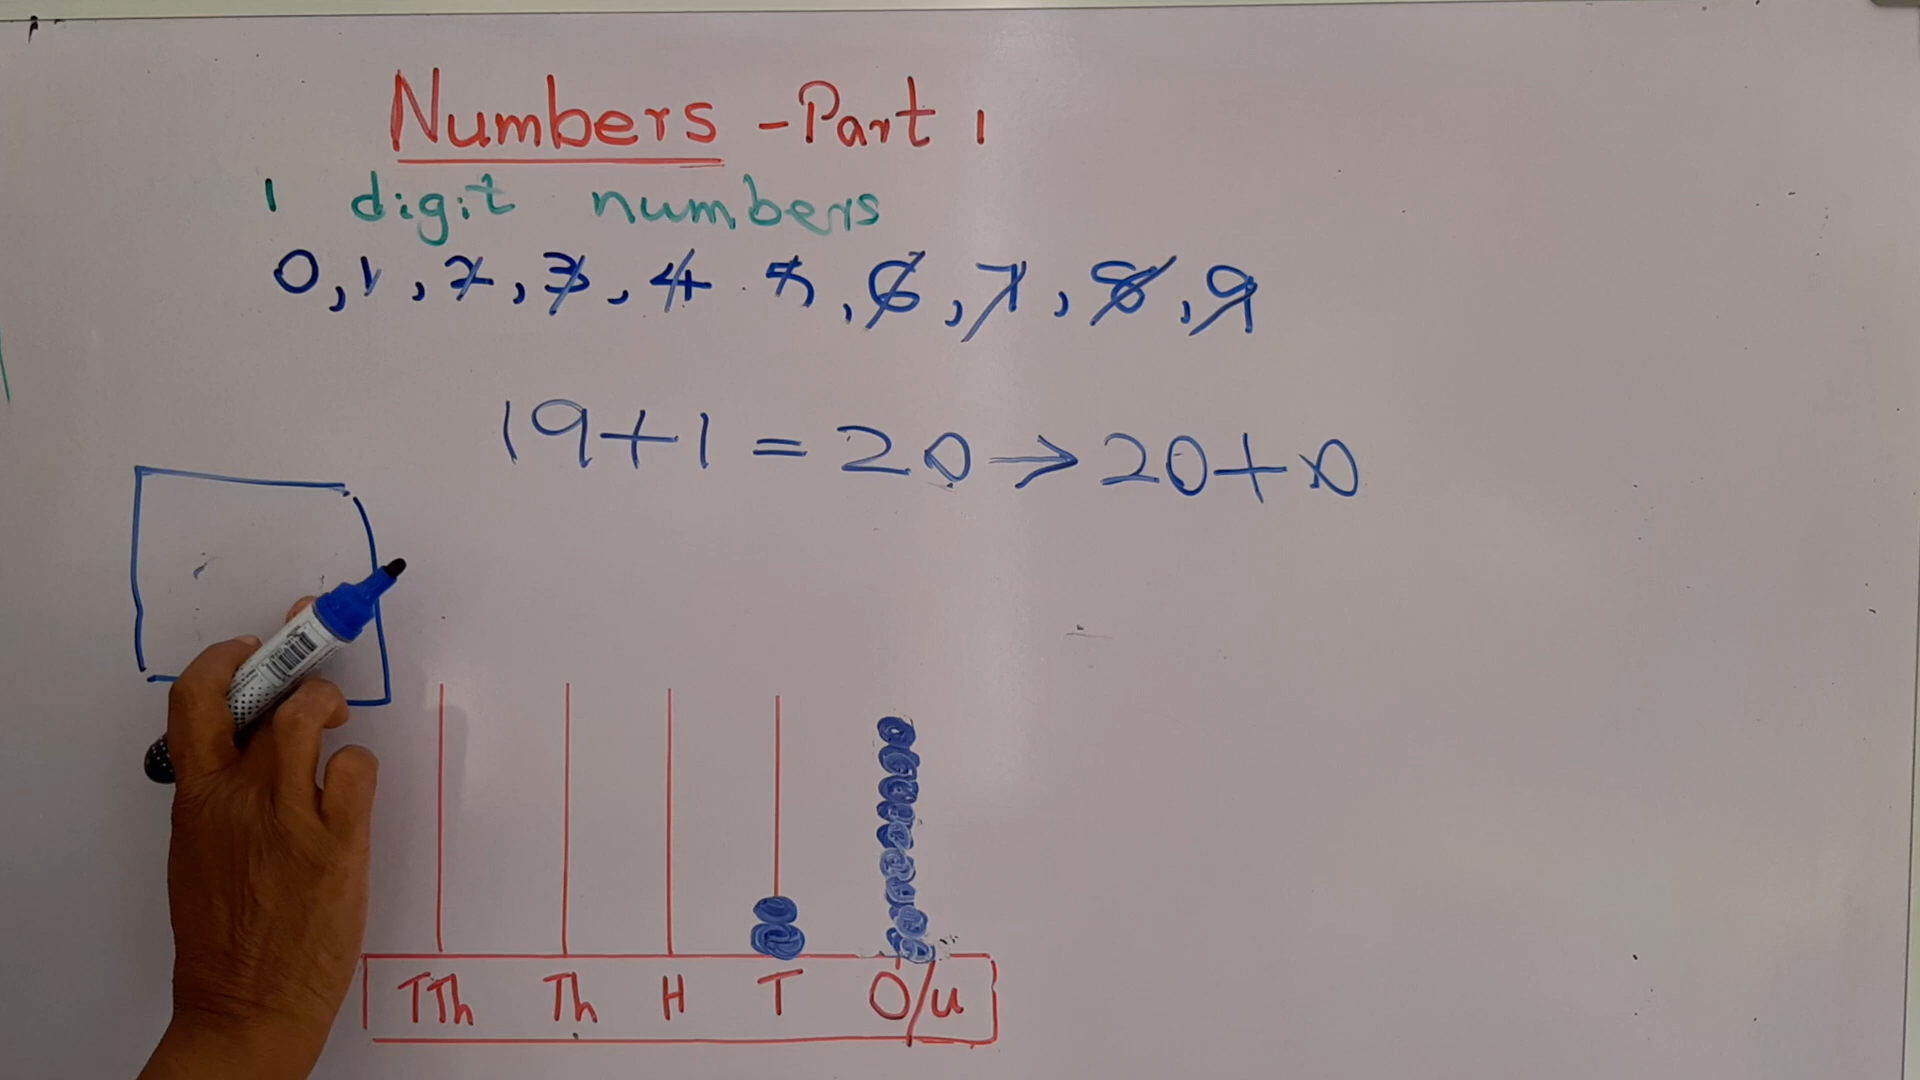 Numbers - Part 1
1 digit numbers
0, 1, 2, 3, 4 5, 6, 7, 8, 9
19+1 = 20 → 20+0
TTh Th H T O/u